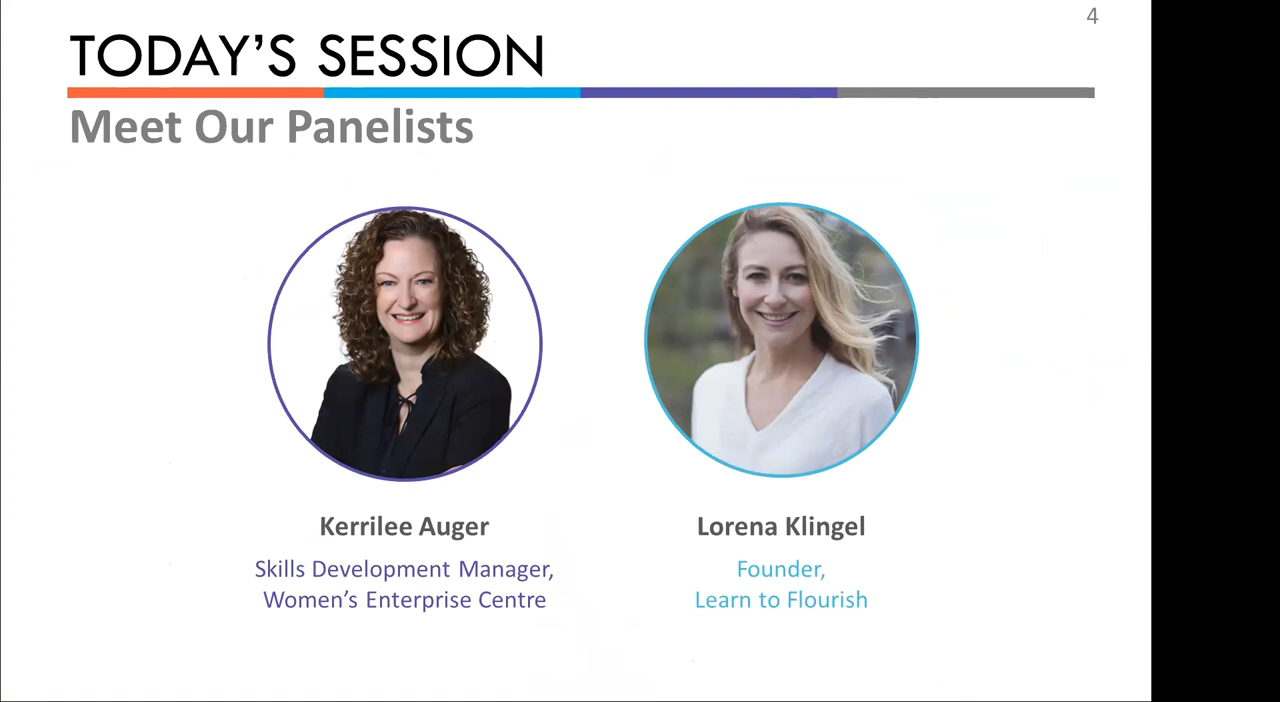 4
TODAY’S SESSION
Meet Our Panelists
Kerrilee Auger
Skills Development Manager,
Women’s Enterprise Centre
Lorena Klingel
Founder,
Learn to Flourish